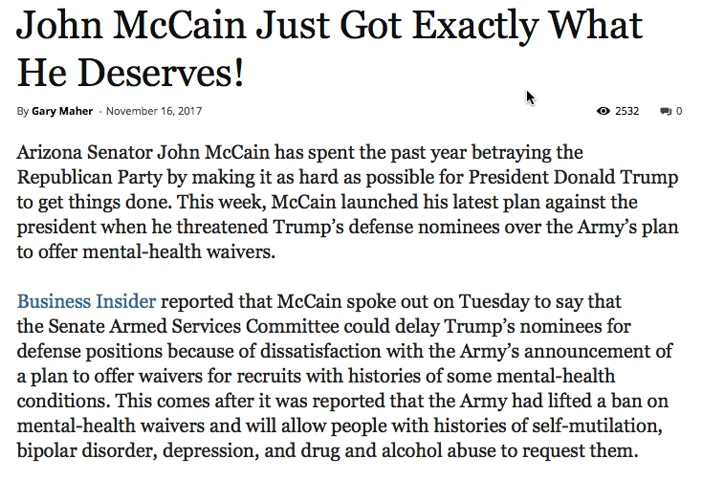 John McCain Just Got Exactly What
He Deserves!
By Gary Maher - November 16, 2017 2532 0
Arizona Senator John McCain has spent the past year betraying the
Republican Party by making it as hard as possible for President Donald Trump
to get things done. This week, McCain launched his latest plan against the
president when he threatened Trump’s defense nominees over the Army’s plan
to offer mental-health waivers.
Business Insider reported that McCain spoke out on Tuesday to say that
the Senate Armed Services Committee could delay Trump’s nominees for
defense positions because of dissatisfaction with the Army’s announcement of
a plan to offer waivers for recruits with histories of some mental-health
conditions. This comes after it was reported that the Army had lifted a ban on
mental-health waivers and will allow people with histories of self-mutilation,
bipolar disorder, depression, and drug and alcohol abuse to request them.